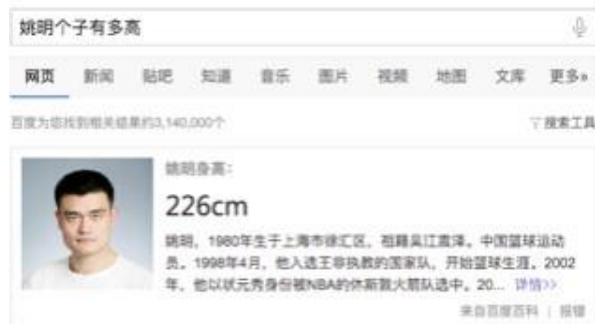 姚明个子有多高
网页 新闻 贴吧 知道 音乐 图片 视频 地图 文库 更多»
百度为您找到相关结果约3,140,000个 搜索工具
姚明身高:
226cm
姚明，1980年生于上海市徐汇区，祖籍吴江震泽。中国篮球运动
员。1998年4月，他入选王非执教的国家队，开始篮球生涯。2002
年，他以状元秀身份被NBA的休斯敦火箭队选中。20... 详情>>
来自百度百科 | 报错